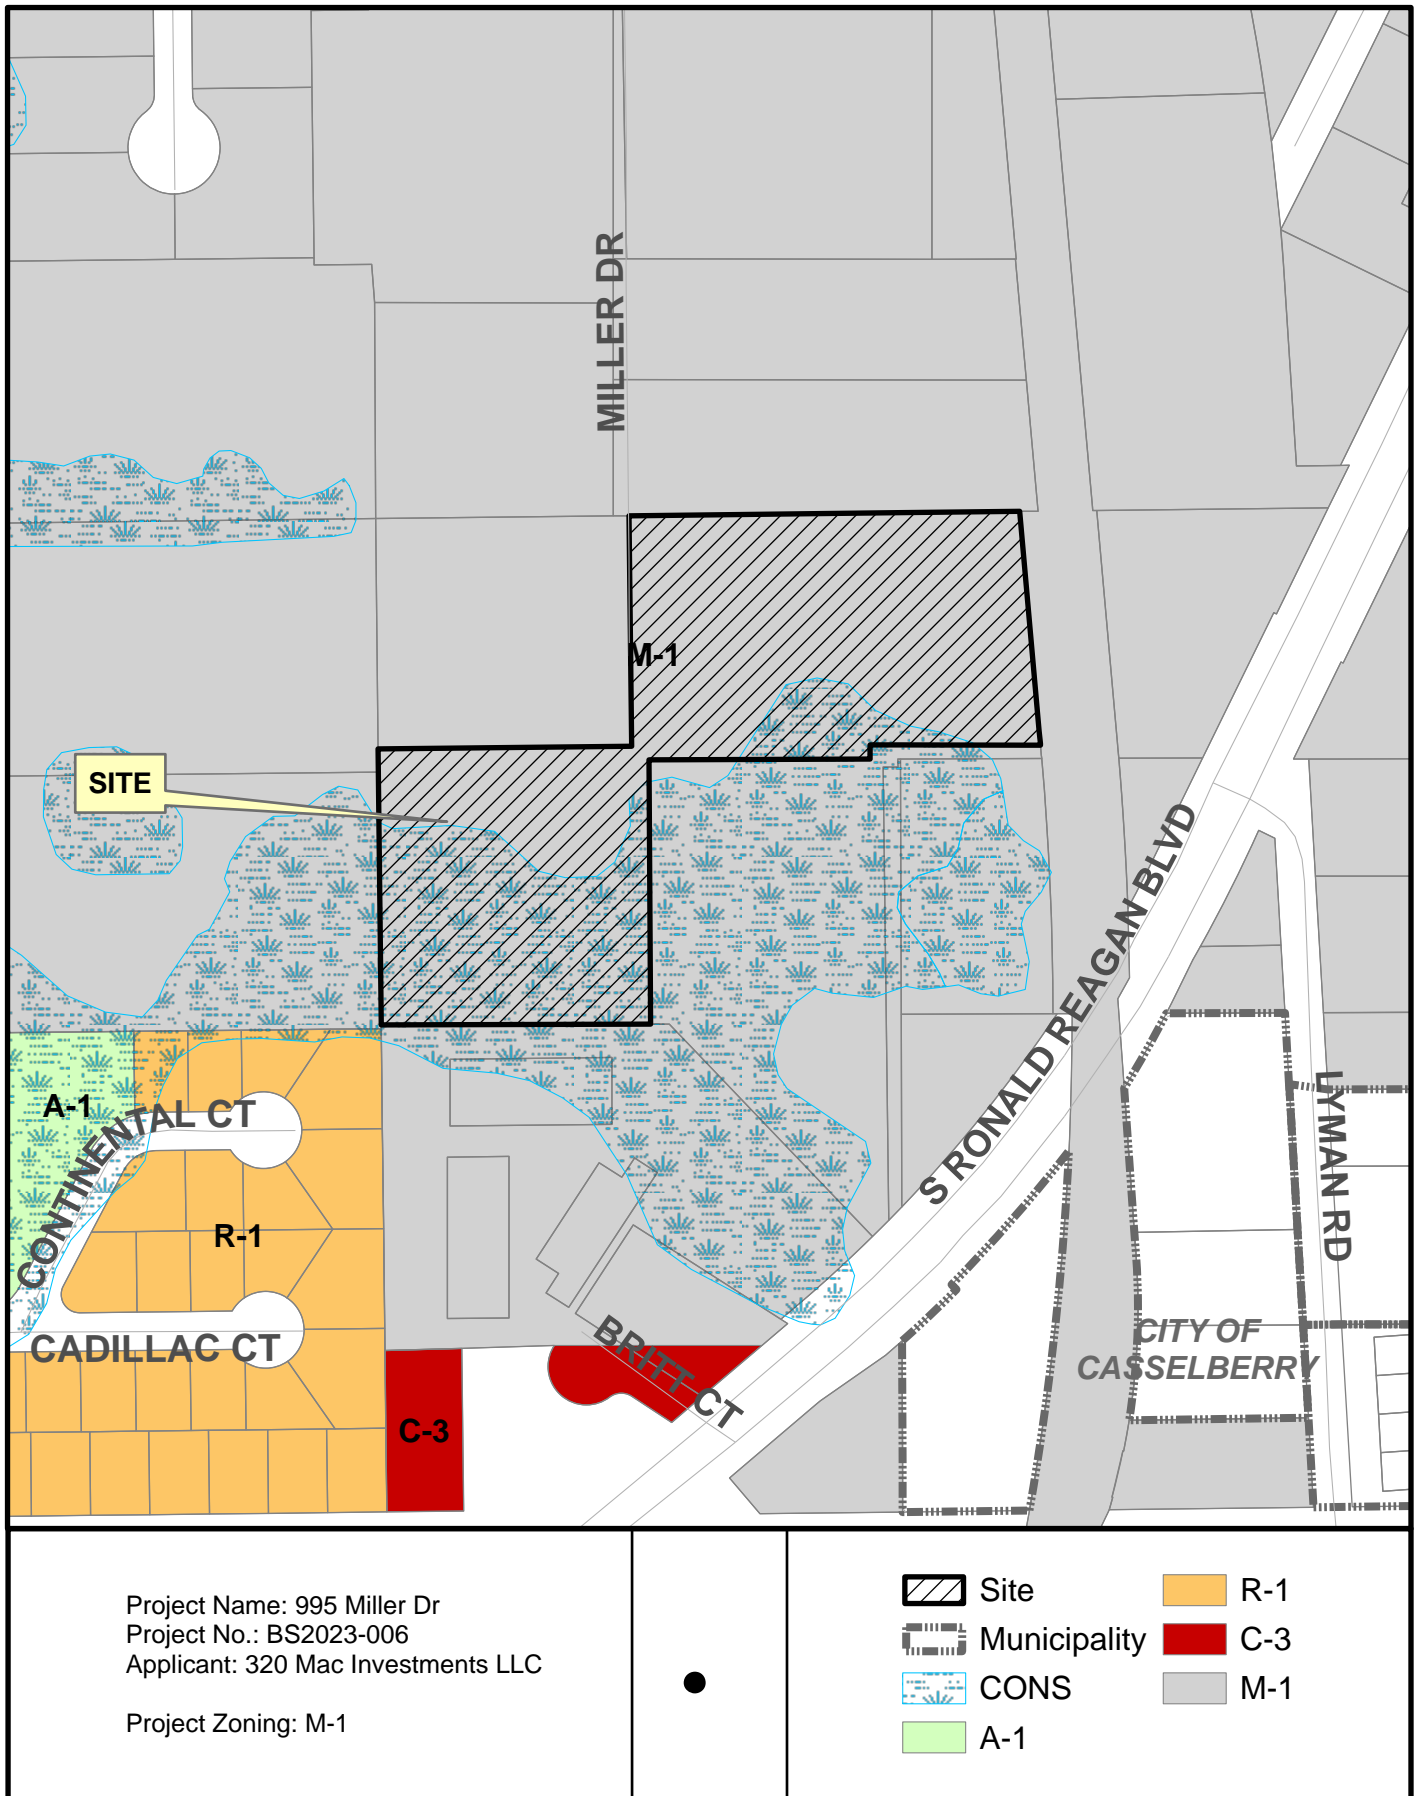 MILLER DR
M-1
SITE
S RONALD REAGAN BLVD
LYMAN RD
A-1
CONTINENTAL CT
R-1
CADILLAC CT
BRITT CT
CITY OF
CASSELBERRY
C-3
Project Name: 995 Miller Dr
Project No.: BS2023-006
Applicant: 320 Mac Investments LLC
Project Zoning: M-1
Site
Municipality
CONS
A-1
R-1
C-3
M-1